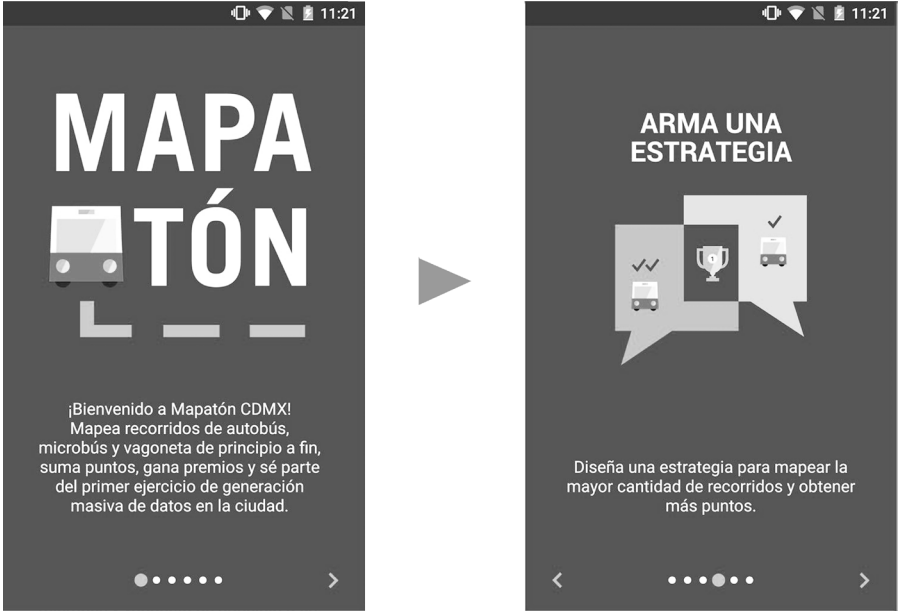 11:21
MAPA
TÓN
¡Bienvenido a Mapatón CDMX!
Mapea recorridos de autobús,
microbús y vagoneta de principio a fin,
suma puntos, gana premios y sé parte
del primer ejercicio de generación
masiva de datos en la ciudad.
11:21
ARMA UNA
ESTRATEGIA
1
Diseña una estrategia para mapear la
mayor cantidad de recorridos y obtener
más puntos.